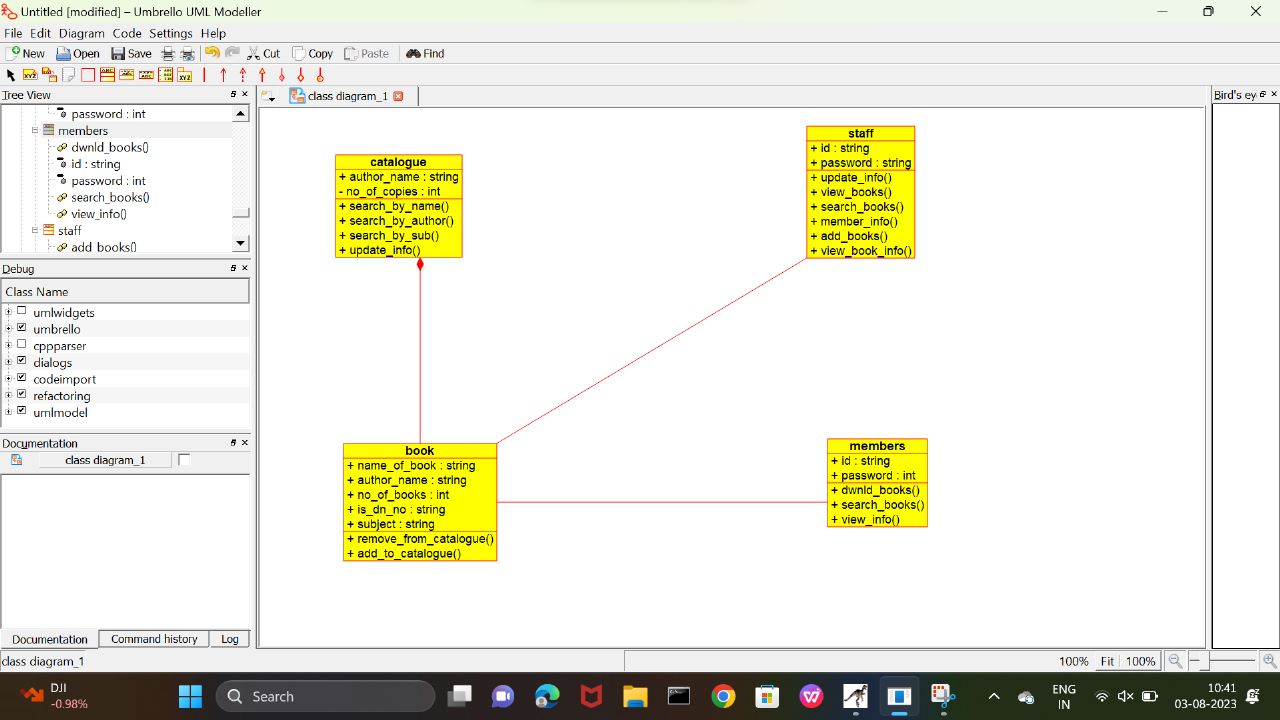 Untitled [modified] – Umbrello UML Modeller
File Edit Diagram Code Settings Help
New Open Save Cut Copy Paste Find
Tree View
password : int
members
dwnld_books()
id : string
password : int
search_books()
view_info()
staff
add_books()
Debug
Class Name
umlwidgets
umbrello
cppparser
dialogs
codeimport
refactoring
umlmodel
Documentation
class diagram_1
Documentation Command history Log
class diagram_1
class diagram_1
catalogue
+ author_name : string
- no_of_copies : int
+ search_by_name()
+ search_by_author()
+ search_by_sub()
+ update_info()
staff
+ id : string
+ password : string
+ update_info()
+ view_books()
+ search_books()
+ member_info()
+ add_books()
+ view_book_info()
book
+ name_of_book : string
+ author_name : string
+ no_of_books : int
+ is_dn_no : string
+ subject : string
+ remove_from_catalogue()
+ add_to_catalogue()
members
+ id : string
+ password : int
+ dwnld_books()
+ search_books()
+ view_info()
Bird's ey
100% Fit 100%
DJI
-0.98%
Search
ENG
IN
10:41
03-08-2023